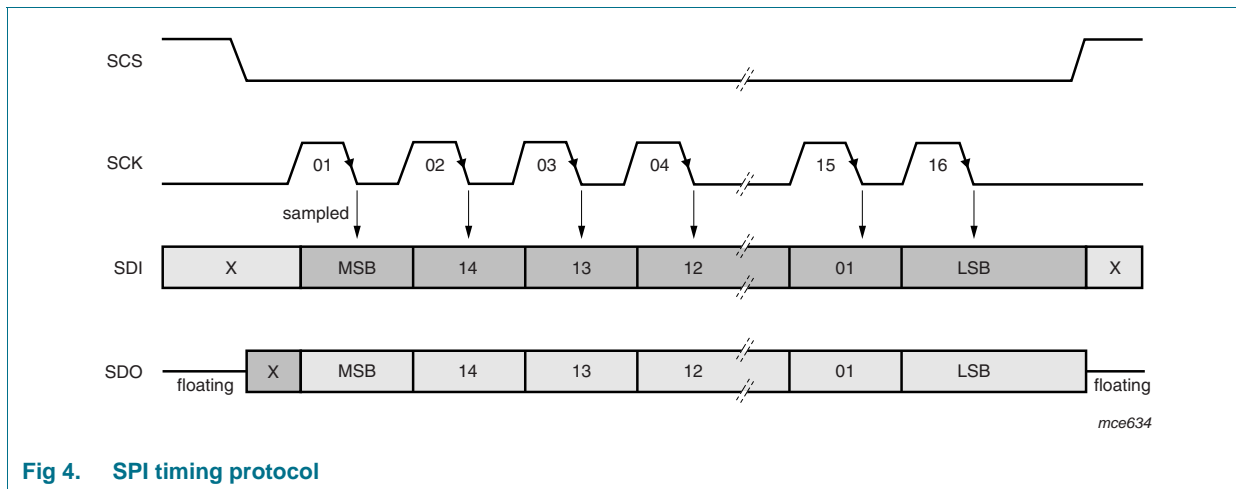 SCS
SCK 01 02 03 04 15 16
sampled
SDI X MSB 14 13 12 01 LSB X
SDO X MSB 14 13 12 01 LSB
floating floating
mce634
Fig 4. SPI timing protocol